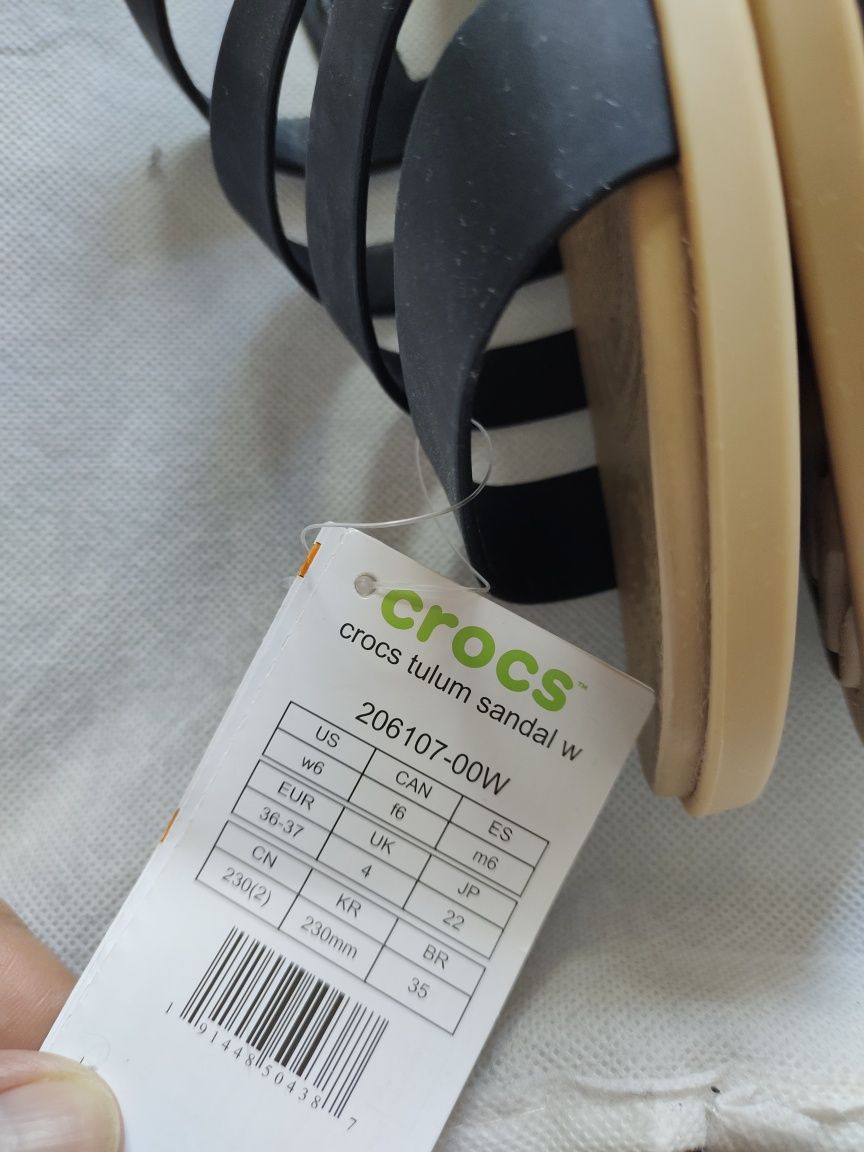 crocs™
crocs tulum sandal w
206107-00W
US CAN ES
w6 f6 m6
EUR UK JP
36-37 4 22
CN KR BR
230(2) 230mm 35
1 91448 50438 7